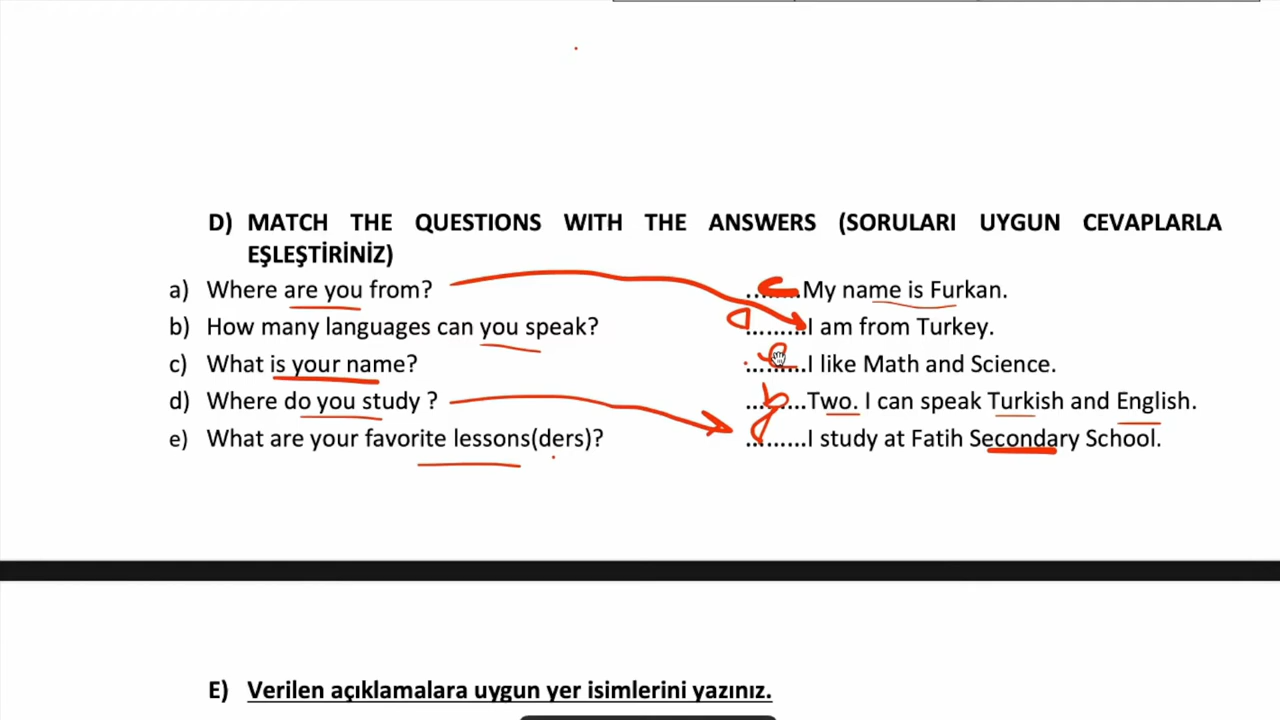 D) MATCH THE QUESTIONS WITH THE ANSWERS (SORULARI UYGUN CEVAPLARLA
EŞLEŞTİRİNİZ)
a) Where are you from? c .......My name is Furkan.
b) How many languages can you speak? a .........I am from Turkey.
c) What is your name? e .........I like Math and Science.
d) Where do you study ? b .........Two. I can speak Turkish and English.
e) What are your favorite lessons(ders)? .........I study at Fatih Secondary School.
E) Verilen açıklamalara uygun yer isimlerini yazınız.